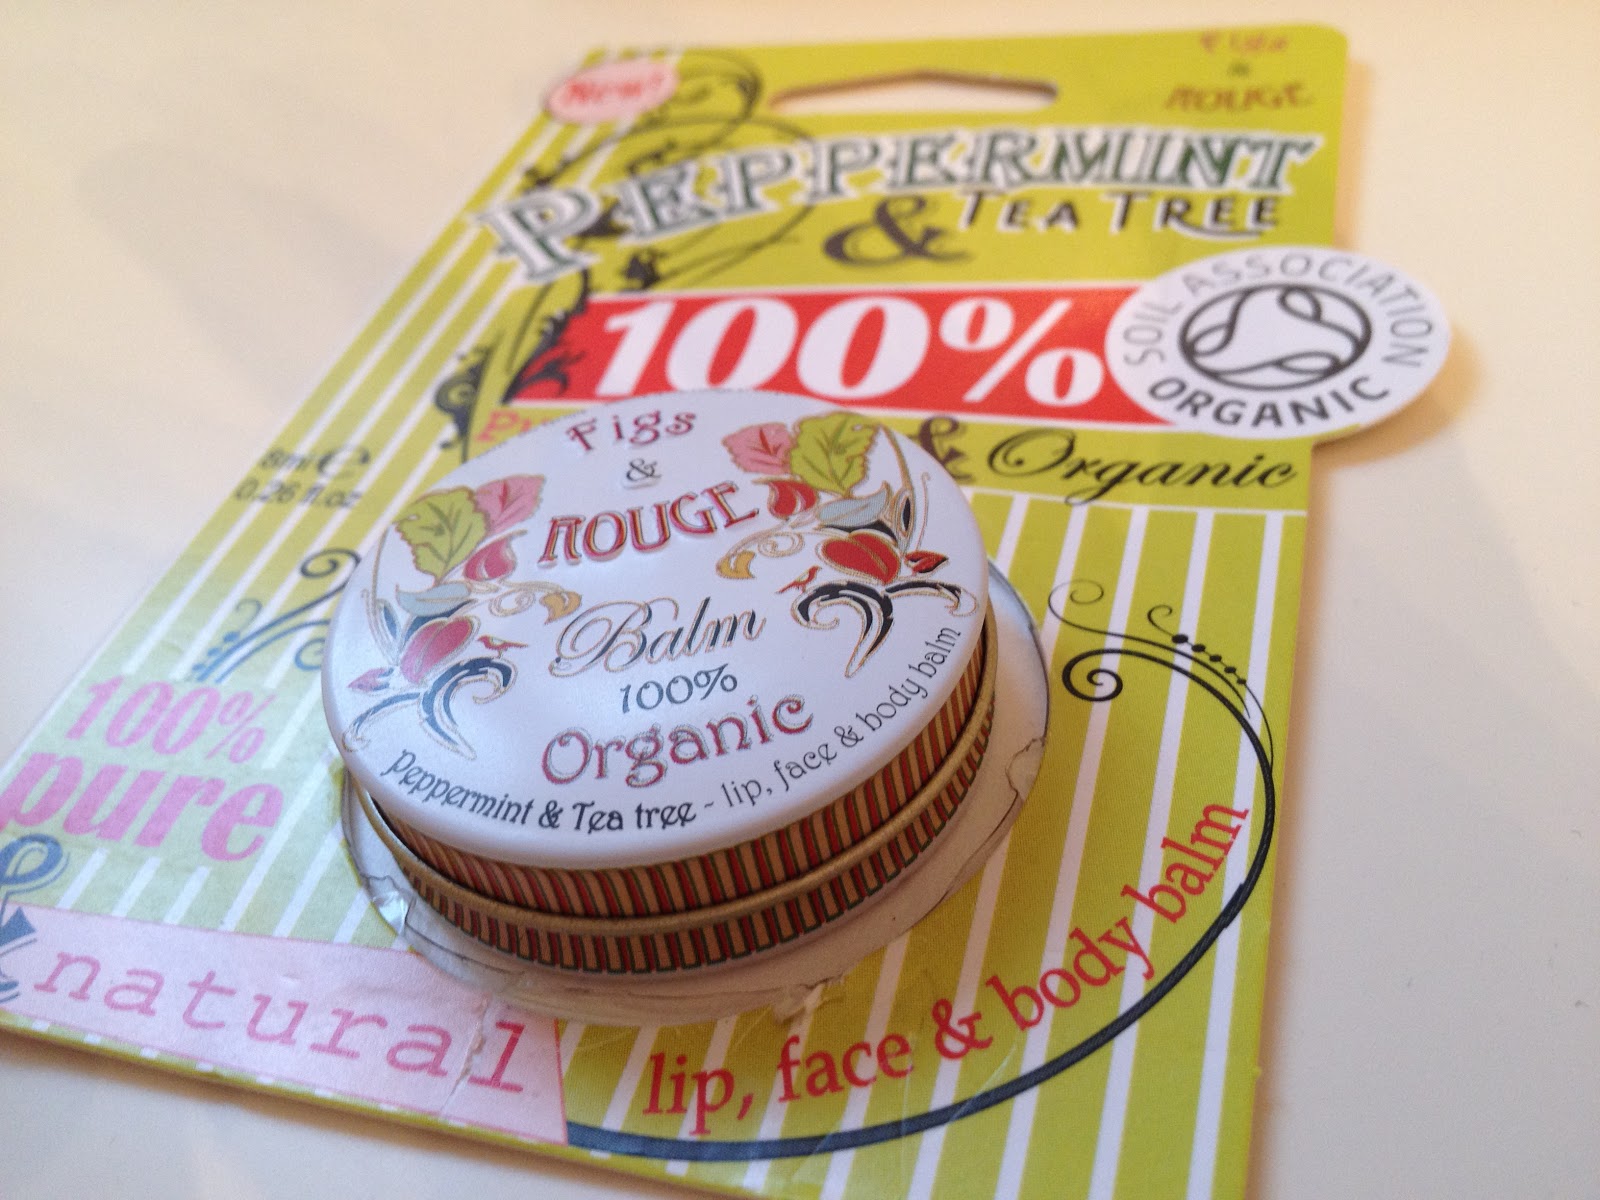 New!
Figs
&
ROUGE
PEPPERMINT
& TEA TREE
100%
SOIL ASSOCIATION
ORGANIC
& Organic
8ml e
0.26 fl.oz
Figs
&
ROUGE
Balm
100%
Organic
Peppermint & Tea tree - lip, face & body balm
100%
pure
natural
lip, face & body balm